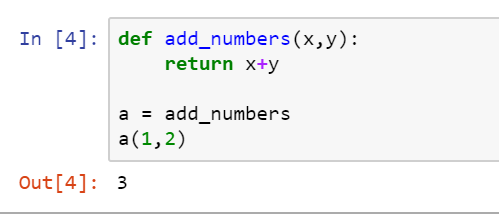 In [4]: def add_numbers(x,y):
    return x+y
a = add_numbers
a(1,2)
Out[4]: 3